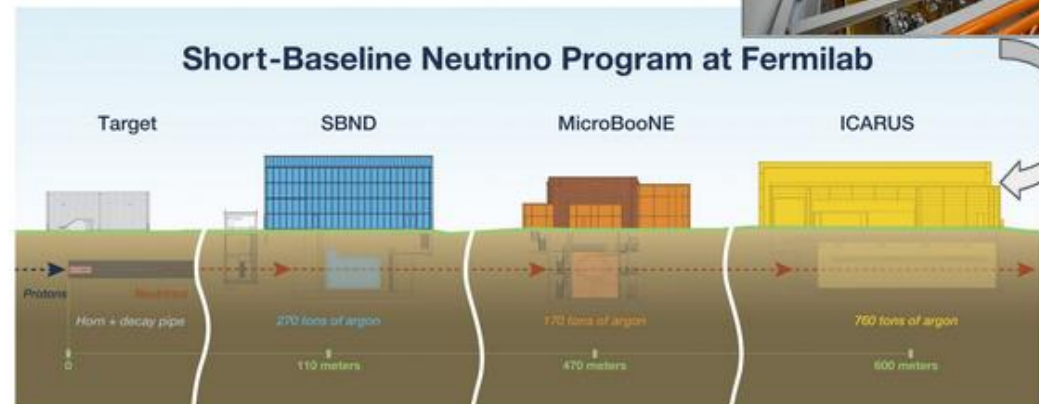 Short-Baseline Neutrino Program at Fermilab
Target SBND MicroBooNE ICARUS
Protons Neutrinos
Horn + decay pipe 270 tons of argon 170 tons of argon 760 tons of argon
0 110 meters 470 meters 600 meters